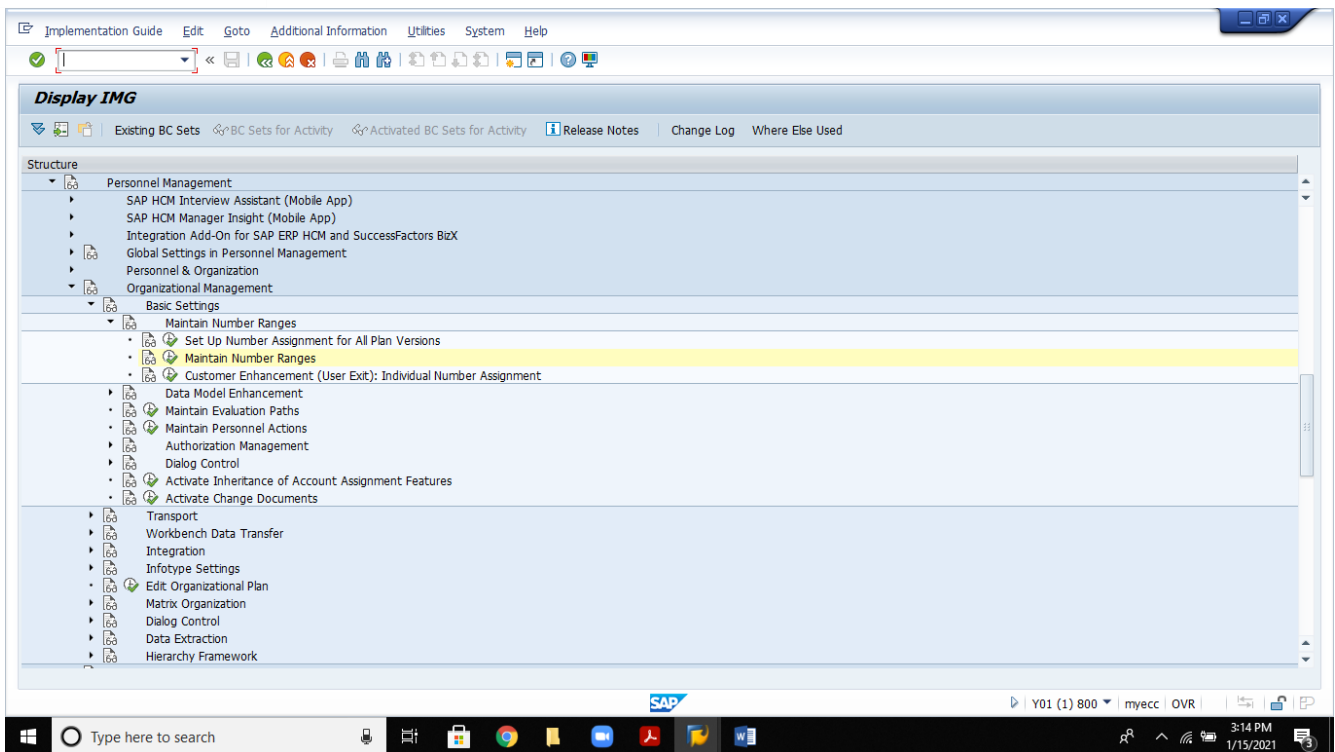 Implementation Guide Edit Goto Additional Information Utilities System Help
Display IMG
Existing BC Sets BC Sets for Activity Activated BC Sets for Activity Release Notes Change Log Where Else Used
Structure
Personnel Management
SAP HCM Interview Assistant (Mobile App)
SAP HCM Manager Insight (Mobile App)
Integration Add-On for SAP ERP HCM and SuccessFactors BizX
Global Settings in Personnel Management
Personnel & Organization
Organizational Management
Basic Settings
Maintain Number Ranges
Set Up Number Assignment for All Plan Versions
Maintain Number Ranges
Customer Enhancement (User Exit): Individual Number Assignment
Data Model Enhancement
Maintain Evaluation Paths
Maintain Personnel Actions
Authorization Management
Dialog Control
Activate Inheritance of Account Assignment Features
Activate Change Documents
Transport
Workbench Data Transfer
Integration
Infotype Settings
Edit Organizational Plan
Matrix Organization
Dialog Control
Data Extraction
Hierarchy Framework
SAP Y01 (1) 800 myecc OVR
Type here to search
3:14 PM
1/15/2021
3